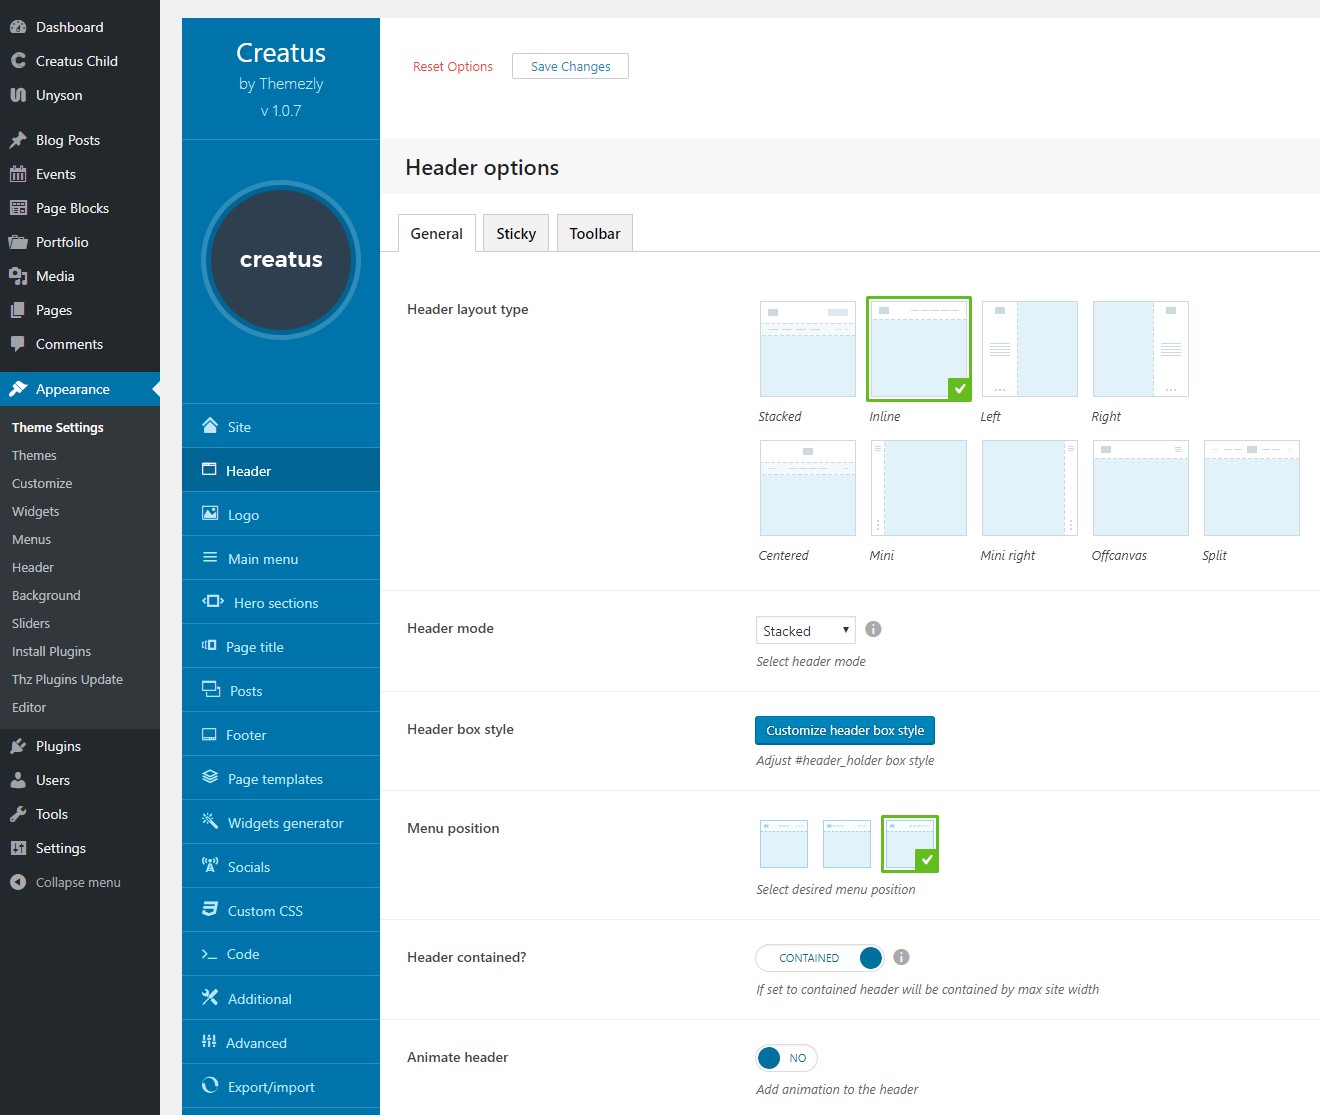 Dashboard
Creatus Child
Unyson
Blog Posts
Events
Page Blocks
Portfolio
Media
Pages
Comments
Appearance
Theme Settings
Themes
Customize
Widgets
Menus
Header
Background
Sliders
Install Plugins
Thz Plugins Update
Editor
Plugins
Users
Tools
Settings
Collapse menu
Creatus
by Themezly
v 1.0.7
creatus
Site
Header
Logo
Main menu
Hero sections
Page title
Posts
Footer
Page templates
Widgets generator
Socials
Custom CSS
Code
Additional
Advanced
Export/import
Reset Options Save Changes
Header options
General Sticky Toolbar
Header layout type
Stacked Inline Left Right
Centered Mini Mini right Offcanvas Split
Header mode
Stacked
Select header mode
Header box style
Customize header box style
Adjust #header_holder box style
Menu position
Select desired menu position
Header contained?
CONTAINED
If set to contained header will be contained by max site width
Animate header
NO
Add animation to the header